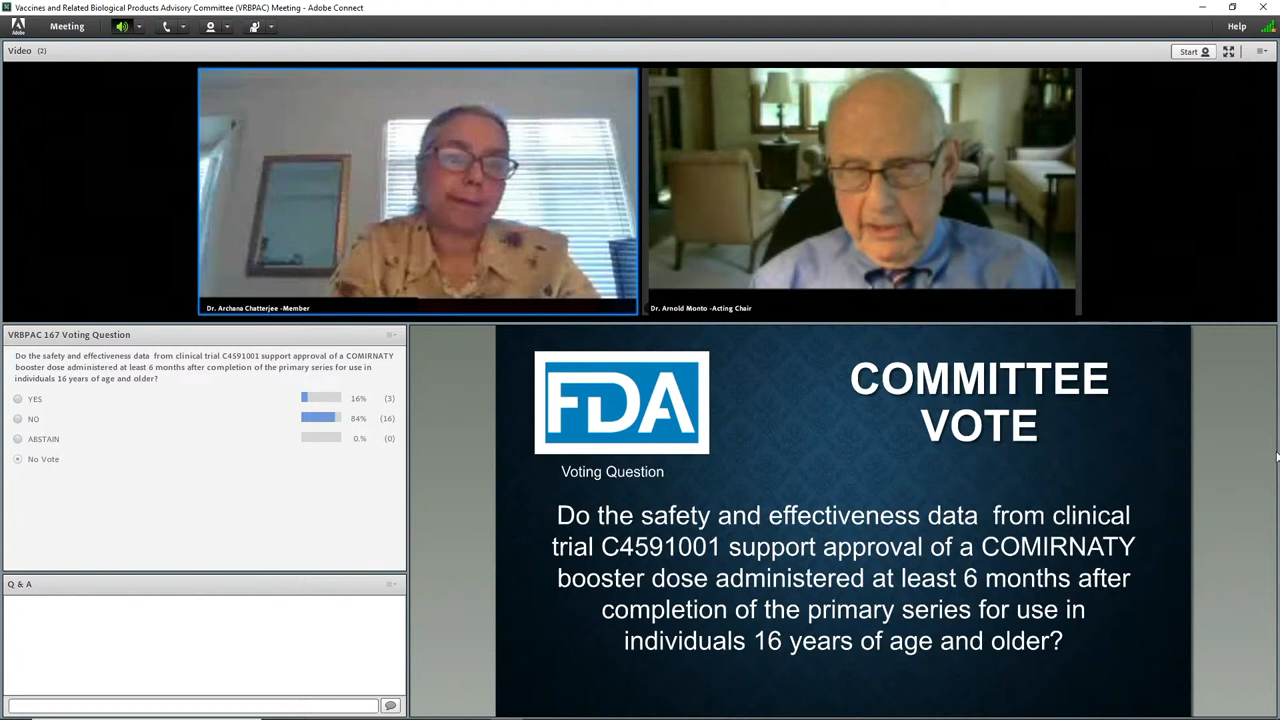 Vaccines and Related Biological Products Advisory Committee (VRBPAC) Meeting - Adobe Connect
Adobe
Meeting
Help
Video (2)
Start
Dr. Archana Chatterjee -Member
Dr. Arnold Monto -Acting Chair
VRBPAC 167 Voting Question
Do the safety and effectiveness data from clinical trial C4591001 support approval of a COMIRNATY
booster dose administered at least 6 months after completion of the primary series for use in
individuals 16 years of age and older?
YES 16% (3)
NO 84% (16)
ABSTAIN 0.% (0)
No Vote
Q & A
FDA
Voting Question
COMMITTEE
VOTE
Do the safety and effectiveness data from clinical
trial C4591001 support approval of a COMIRNATY
booster dose administered at least 6 months after
completion of the primary series for use in
individuals 16 years of age and older?